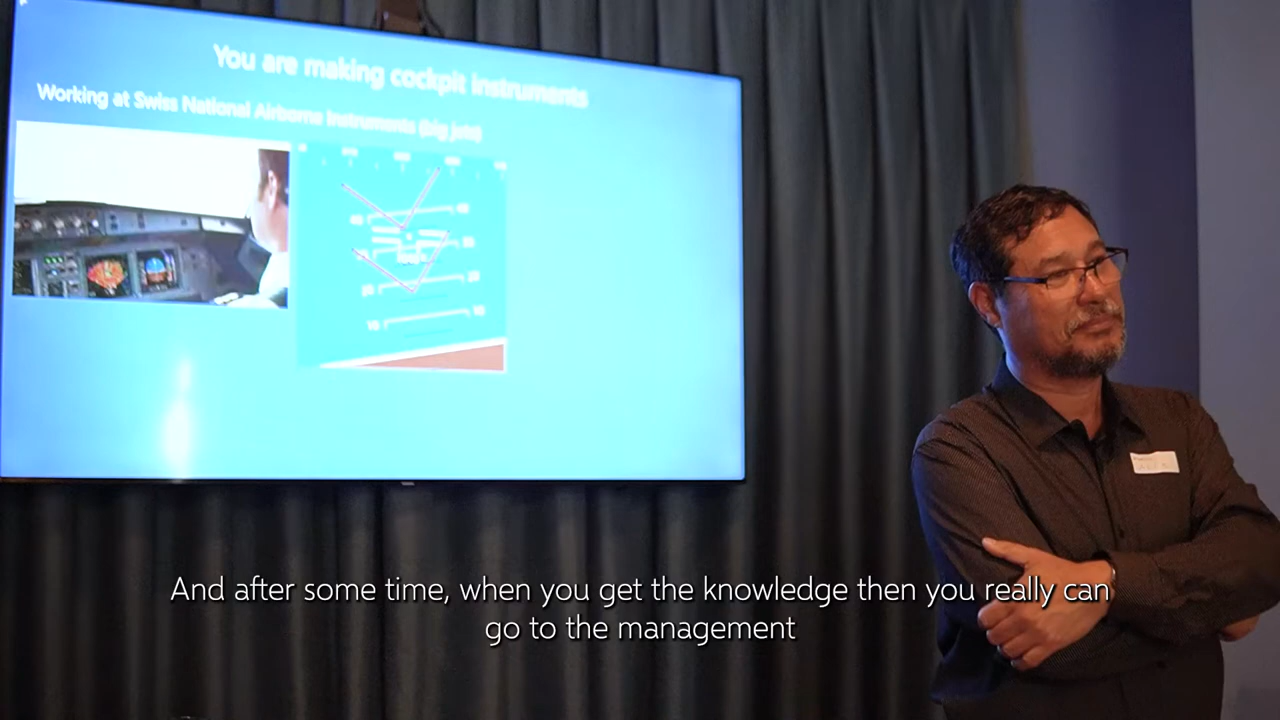 You are making cockpit instruments
Working at Swiss National Airborne Instruments (big job)
And after some time, when you get the knowledge then you really can
go to the management